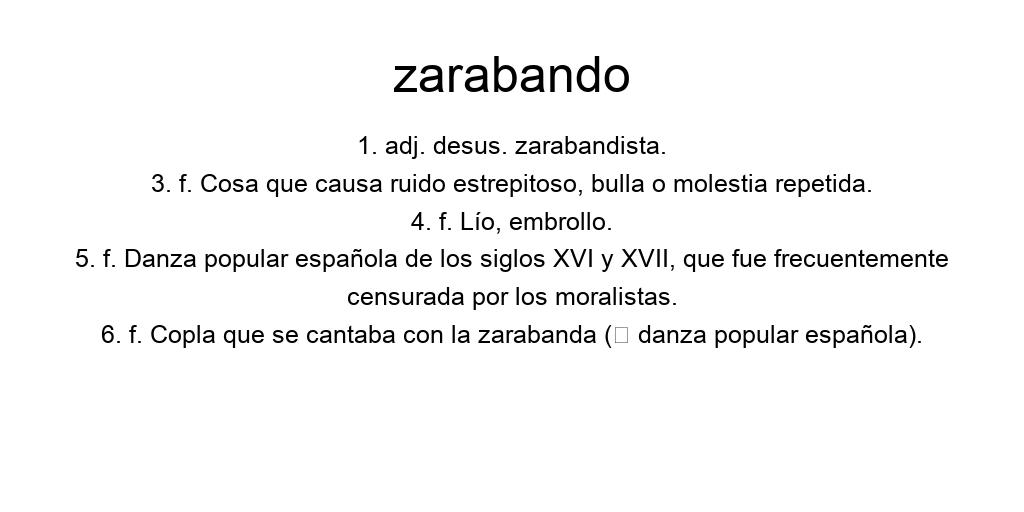 zarabando
1. adj. desus. zarabandista.
3. f. Cosa que causa ruido estrepitoso, bulla o molestia repetida.
4. f. Lío, embrollo.
5. f. Danza popular española de los siglos XVI y XVII, que fue frecuentemente
censurada por los moralistas.
6. f. Copla que se cantaba con la zarabanda (▯ danza popular española).